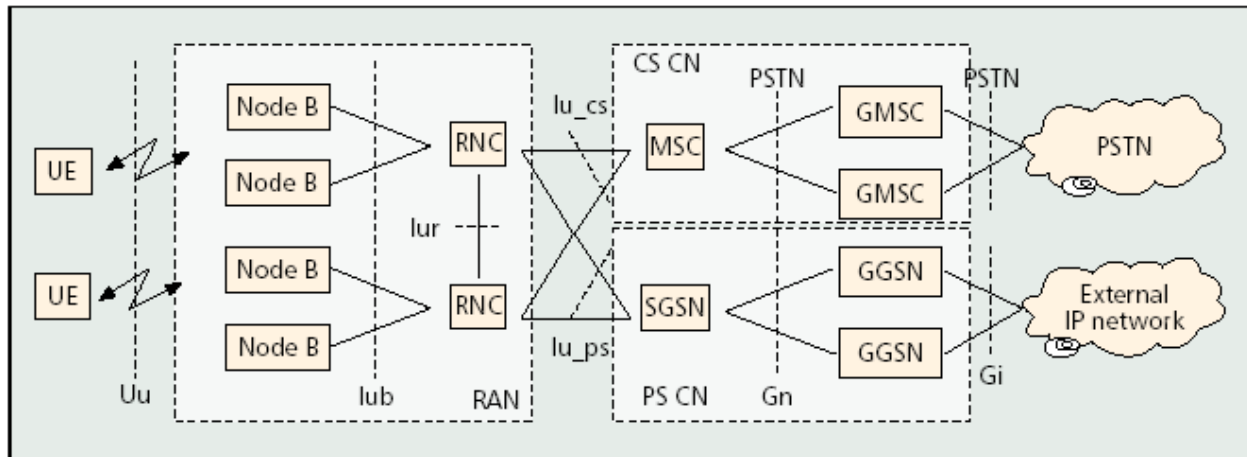 CS CN
PSTN
PSTN
Node B
Iu_cs
GMSC
RNC
MSC
PSTN
UE
Node B
GMSC
Iur
Node B
GGSN
UE
RNC
SGSN
External
IP network
Node B
Iu_ps
GGSN
Uu
Iub
RAN
PS CN
Gn
Gi